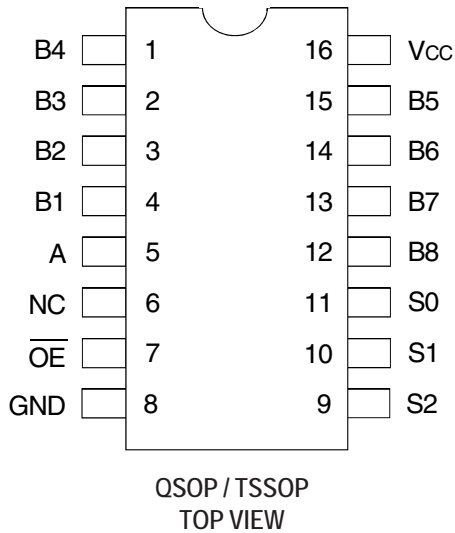 B4 1 16 VCC
B3 2 15 B5
B2 3 14 B6
B1 4 13 B7
A 5 12 B8
NC 6 11 S0
O̅E̅ 7 10 S1
GND 8 9 S2
QSOP / TSSOP
TOP VIEW